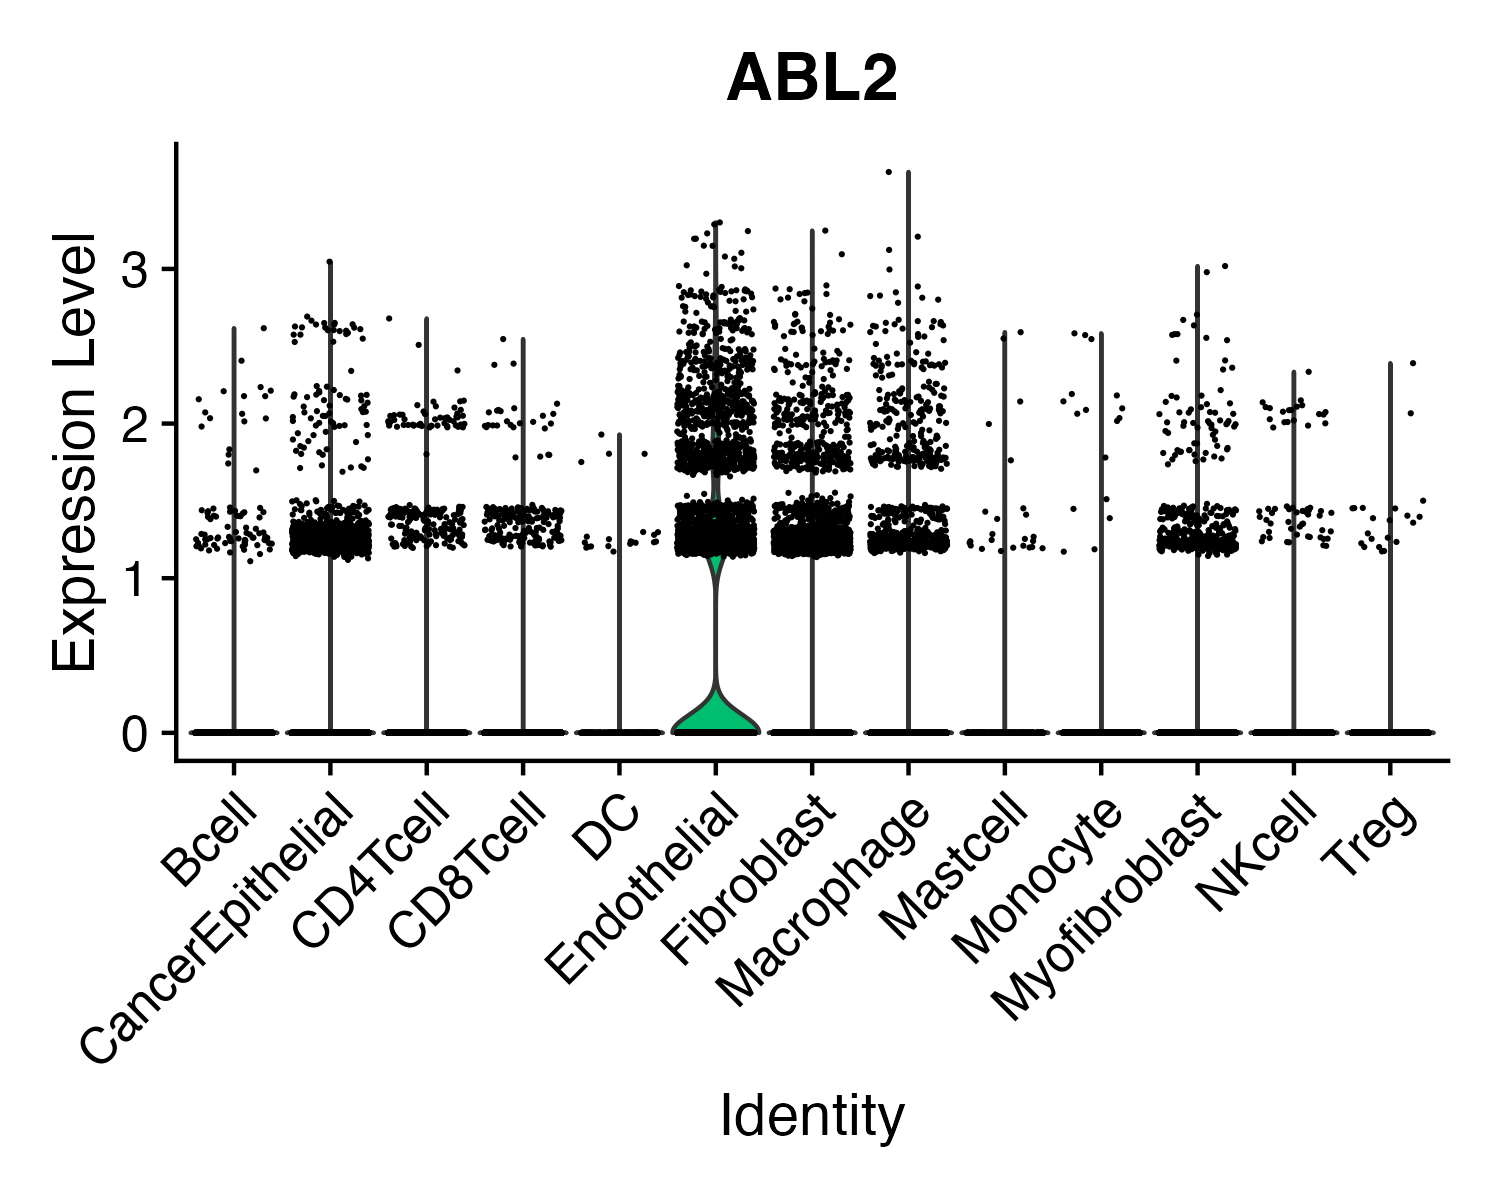 ABL2
Expression Level
3
2
1
0
Bcell
CancerEpithelial
CD4Tcell
CD8Tcell
DC
Endothelial
Fibroblast
Macrophage
Mastcell
Monocyte
Myofibroblast
NKcell
Treg
Identity